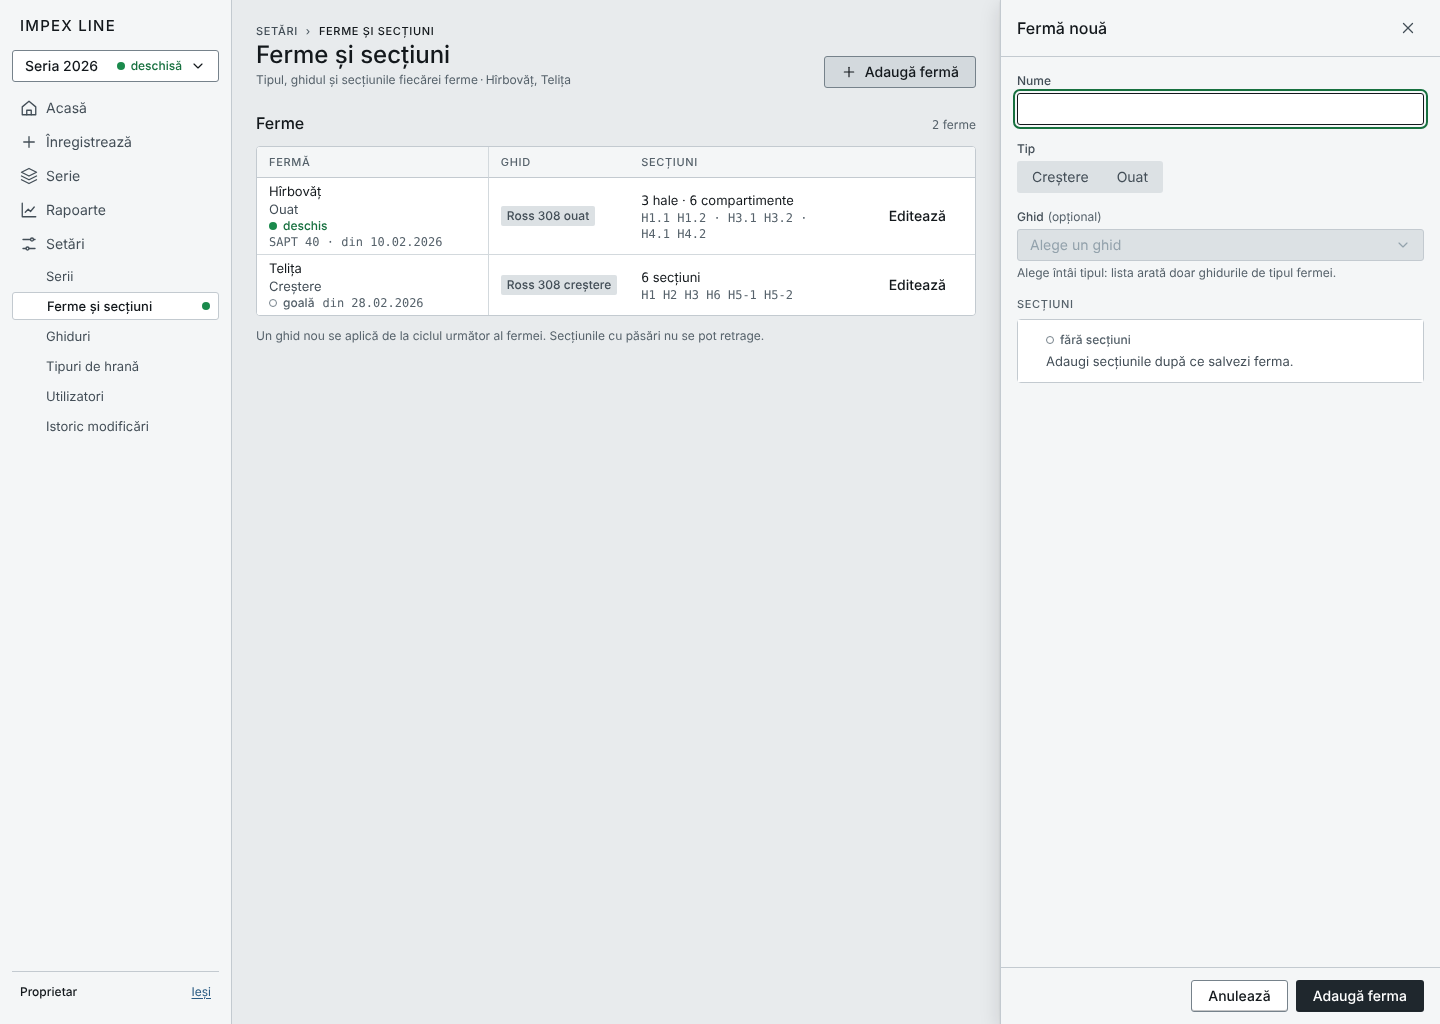 IMPEX LINE
Seria 2026 deschisă
Acasă
Înregistrează
Serie
Rapoarte
Setări
Serii
Ferme și secțiuni
Ghiduri
Tipuri de hrană
Utilizatori
Istoric modificări
Proprietar Ieși
SETĂRI › FERME ȘI SECȚIUNI
Ferme și secțiuni
Tipul, ghidul și secțiunile fiecărei ferme · Hîrbovăț, Telița
Adaugă fermă
Ferme 2 ferme
FERMĂ GHID SECȚIUNI
Hîrbovăț
Ouat
deschis
SAPT 40 · din 10.02.2026
Ross 308 ouat
3 hale · 6 compartimente
H1.1 H1.2 · H3.1 H3.2 ·
H4.1 H4.2
Editează
Telița
Creștere
goală din 28.02.2026
Ross 308 creștere
6 secțiuni
H1 H2 H3 H6 H5-1 H5-2
Editează
Un ghid nou se aplică de la ciclul următor al fermei. Secțiunile cu păsări nu se pot retrage.
Fermă nouă
Nume
Tip
Creștere Ouat
Ghid (opțional)
Alege un ghid
Alege întâi tipul: lista arată doar ghidurile de tipul fermei.
SECȚIUNI
fără secțiuni
Adaugi secțiunile după ce salvezi ferma.
Anulează Adaugă ferma